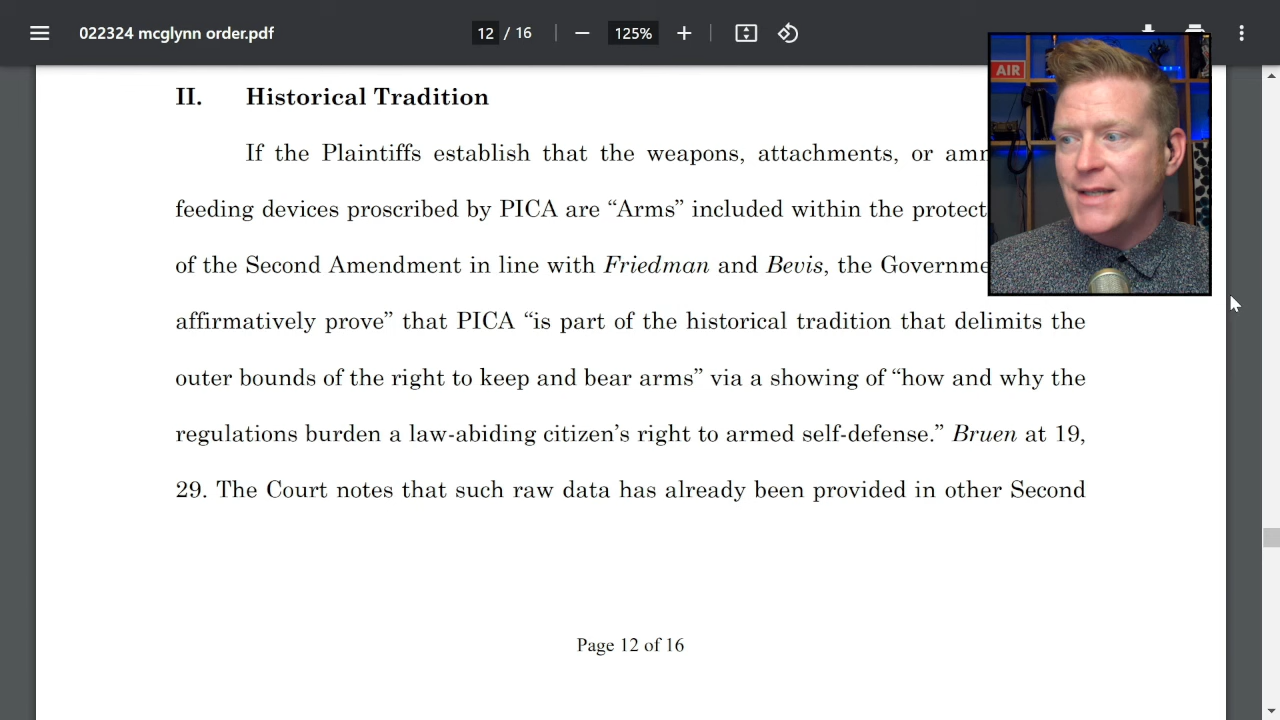 022324 mcglynn order.pdf
12 / 16
125%
AIR
II. Historical Tradition
If the Plaintiffs establish that the weapons, attachments, or
feeding devices proscribed by PICA are “Arms” included within the
of the Second Amendment in line with Friedman and Bevis, the
affirmatively prove” that PICA “is part of the historical tradition that delimits the
outer bounds of the right to keep and bear arms” via a showing of “how and why the
regulations burden a law-abiding citizen’s right to armed self-defense.” Bruen at 19,
29. The Court notes that such raw data has already been provided in other Second
Page 12 of 16